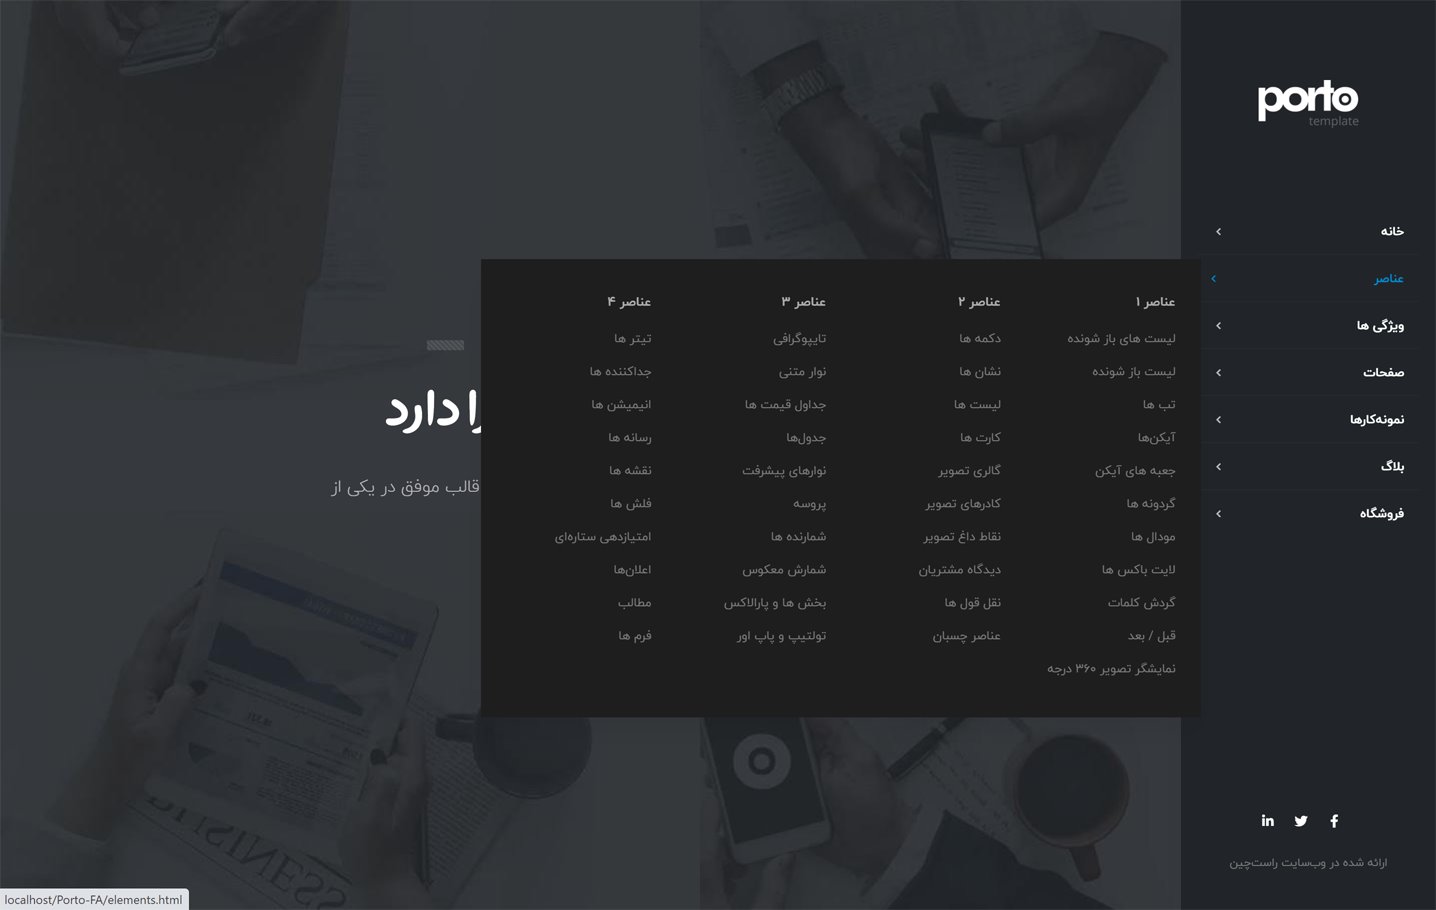 porto
template
خانه
عناصر
ویژگی ها
صفحات
نمونه‌کارها
بلاگ
فروشگاه
عناصر ۱
لیست های باز شونده
لیست باز شونده
تب ها
آیکن‌ها
جعبه های آیکن
گردونه ها
مودال ها
لایت باکس ها
گردش کلمات
قبل / بعد
نمایشگر تصویر ۳۶۰ درجه
عناصر ۲
دکمه ها
نشان ها
لیست ها
کارت ها
گالری تصویر
کادرهای تصویر
نقاط داغ تصویر
دیدگاه مشتریان
نقل قول ها
عناصر چسبان
عناصر ۳
تایپوگرافی
نوار متنی
جداول قیمت ها
جدول‌ها
نوارهای پیشرفت
پروسه
شمارنده ها
شمارش معکوس
بخش ها و پارالاکس
تولتیپ و پاپ اور
عناصر ۴
تیتر ها
جداکننده ها
انیمیشن ها
رسانه ها
نقشه ها
فلش ها
امتیازدهی ستاره‌ای
اعلان‌ها
مطالب
فرم ها
دارد
قالب موفق در یکی از
BUSINESS
ارائه شده در وب‌سایت راست‌چین
localhost/Porto-FA/elements.html